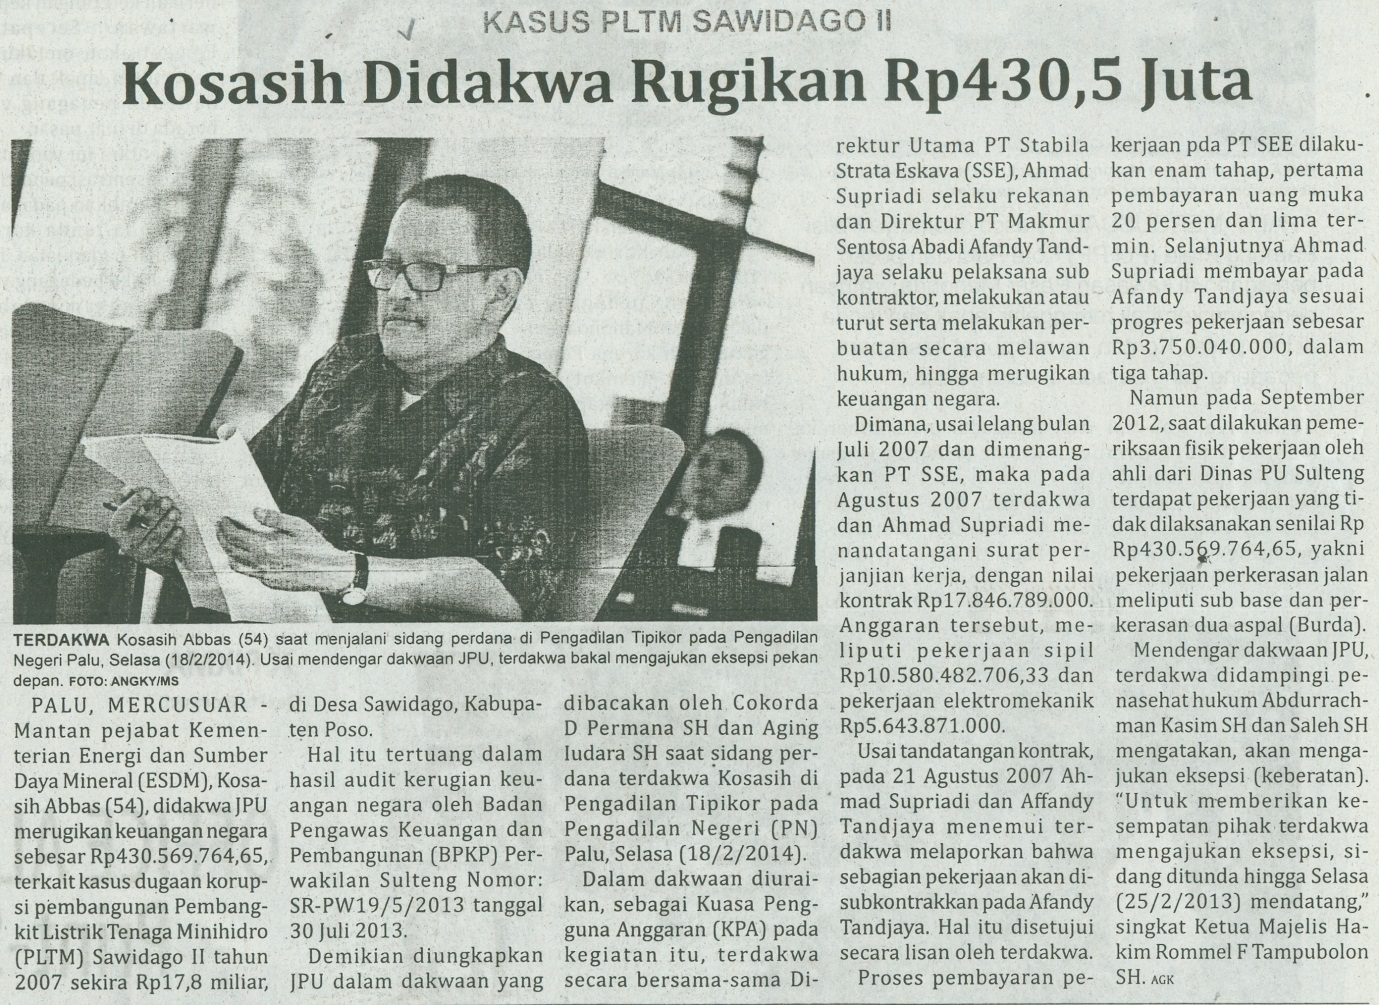 KASUS PLTM SAWIDAGO II
Kosasih Didakwa Rugikan Rp430,5 Juta
TERDAKWA Kosasih Abbas (54) saat menjalani sidang perdana di Pengadilan Tipikor pada Pengadilan
Negeri Palu, Selasa (18/2/2014). Usai mendengar dakwaan JPU, terdakwa bakal mengajukan eksepsi pekan
depan. FOTO: ANGKY/MS
PALU, MERCUSUAR -
Mantan pejabat Kemen-
terian Energi dan Sumber
Daya Mineral (ESDM), Kosa-
sih Abbas (54), didakwa JPU
merugikan keuangan negara
sebesar Rp430.569.764,65,
terkait kasus dugaan korup-
si pembangunan Pembang-
kit Listrik Tenaga Minihidro
(PLTM) Sawidago II tahun
2007 sekira Rp17,8 miliar,
di Desa Sawidago, Kabupa-
ten Poso.
Hal itu tertuang dalam
hasil audit kerugian keu-
angan negara oleh Badan
Pengawas Keuangan dan
Pembangunan (BPKP) Per-
wakilan Sulteng Nomor:
SR-PW19/5/2013 tanggal
30 Juli 2013.
Demikian diungkapkan
JPU dalam dakwaan yang
dibacakan oleh Cokorda
D Permana SH dan Aging
Iudara SH saat sidang per-
dana terdakwa Kosasih di
Pengadilan Tipikor pada
Pengadilan Negeri (PN)
Palu, Selasa (18/2/2014).
Dalam dakwaan diurai-
kan, sebagai Kuasa Peng-
guna Anggaran (KPA) pada
kegiatan itu, terdakwa
secara bersama-sama Di-
rektur Utama PT Stabila
Strata Eskava (SSE), Ahmad
Supriadi selaku rekanan
dan Direktur PT Makmur
Sentosa Abadi Afandy Tand-
jaya selaku pelaksana sub
kontraktor, melakukan atau
turut serta melakukan per-
buatan secara melawan
hukum, hingga merugikan
keuangan negara.
Dimana, usai lelang bulan
Juli 2007 dan dimenang-
kan PT SSE, maka pada
Agustus 2007 terdakwa
dan Ahmad Supriadi me-
nandatangani surat per-
janjian kerja, dengan nilai
kontrak Rp17.846.789.000.
Anggaran tersebut, me-
liputi pekerjaan sipil
Rp10.580.482.706,33 dan
pekerjaan elektromekanik
Rp5.643.871.000.
Usai tandatangan kontrak,
pada 21 Agustus 2007 Ah-
mad Supriadi dan Affandy
Tandjaya menemui ter-
dakwa melaporkan bahwa
sebagian pekerjaan akan di-
subkontrakkan pada Afandy
Tandjaya. Hal itu disetujui
secara lisan oleh terdakwa.
Proses pembayaran pe-
kerjaan pda PT SEE dilaku-
kan enam tahap, pertama
pembayaran uang muka
20 persen dan lima ter-
min. Selanjutnya Ahmad
Supriadi membayar pada
Afandy Tandjaya sesuai
progres pekerjaan sebesar
Rp3.750.040.000, dalam
tiga tahap.
Namun pada September
2012, saat dilakukan peme-
riksaan fisik pekerjaan oleh
ahli dari Dinas PU Sulteng
terdapat pekerjaan yang ti-
dak dilaksanakan senilai Rp
Rp430.569.764,65, yakni
pekerjaan perkerasan jalan
meliputi sub base dan per-
kerasan dua aspal (Burda).
Mendengar dakwaan JPU,
terdakwa didampingi pe-
nasehat hukum Abdurrach-
man Kasim SH dan Saleh SH
mengatakan, akan menga-
jukan eksepsi (keberatan).
“Untuk memberikan ke-
sempatan pihak terdakwa
mengajukan eksepsi, si-
dang ditunda hingga Selasa
(25/2/2013) mendatang,”
singkat Ketua Majelis Ha-
kim Rommel F Tampubolon
SH. AGK